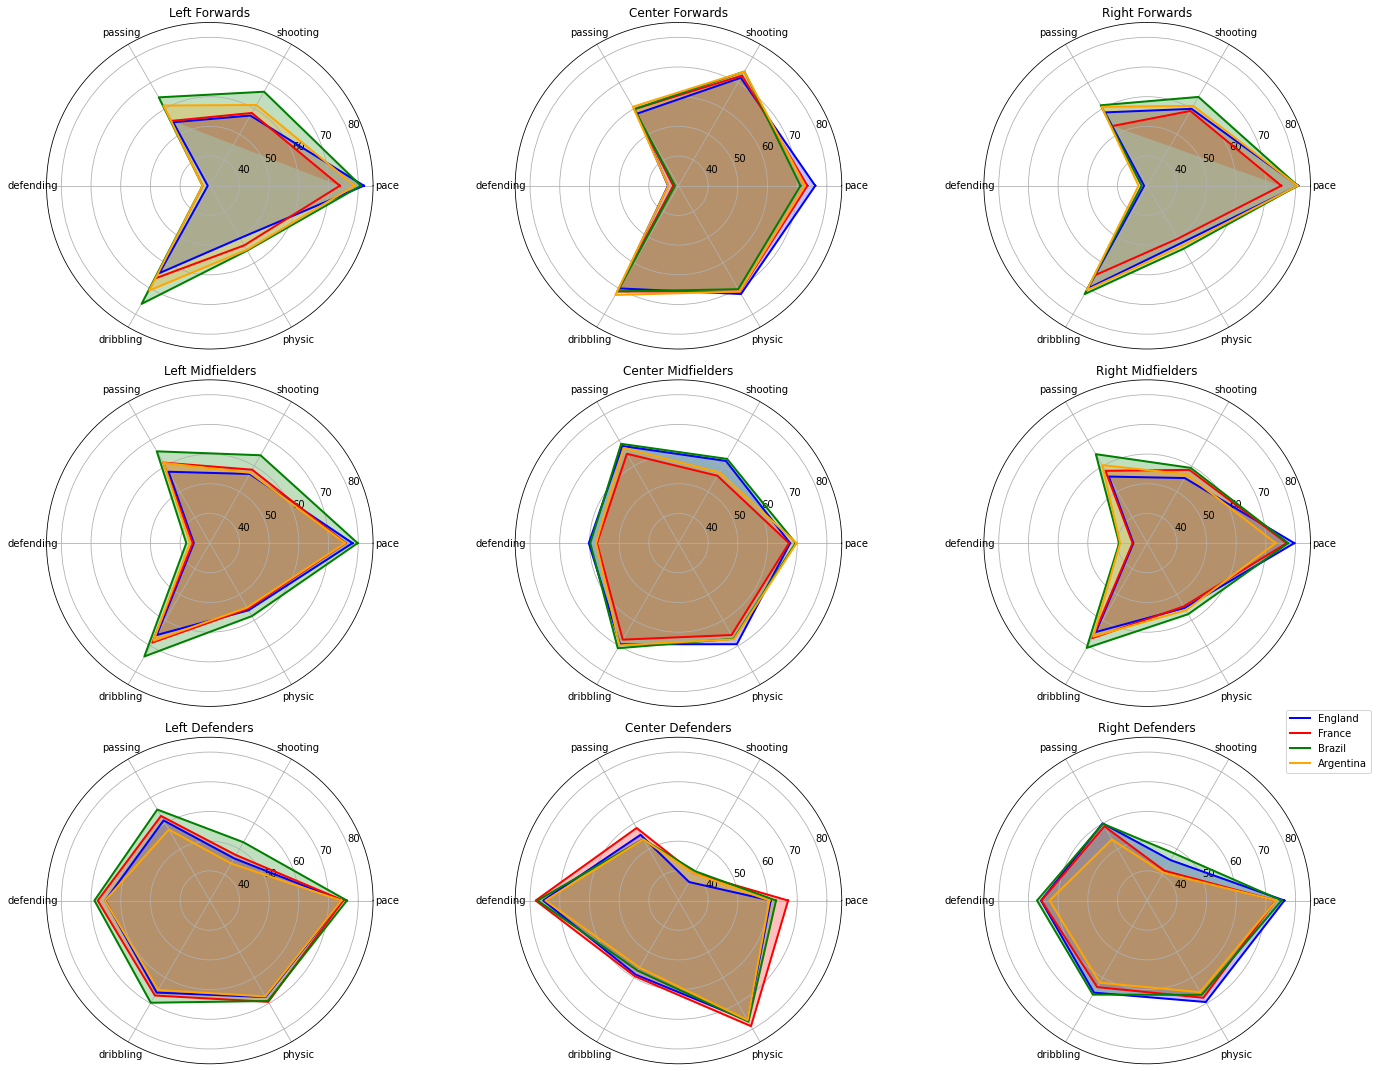 Left Forwards
passing
shooting
80
70
60
50
40
defending
pace
dribbling
physic
Center Forwards
passing
shooting
80
70
60
50
40
defending
pace
dribbling
physic
Right Forwards
passing
shooting
80
70
60
50
40
defending
pace
dribbling
physic
Left Midfielders
passing
shooting
80
70
60
50
40
defending
pace
dribbling
physic
Center Midfielders
passing
shooting
80
70
60
50
40
defending
pace
dribbling
physic
Right Midfielders
passing
shooting
80
70
60
50
40
defending
pace
dribbling
physic
Left Defenders
passing
shooting
80
70
60
50
40
defending
pace
dribbling
physic
Center Defenders
passing
shooting
80
70
60
50
40
defending
pace
dribbling
physic
Right Defenders
passing
shooting
80
70
60
50
40
defending
pace
dribbling
physic
England
France
Brazil
Argentina